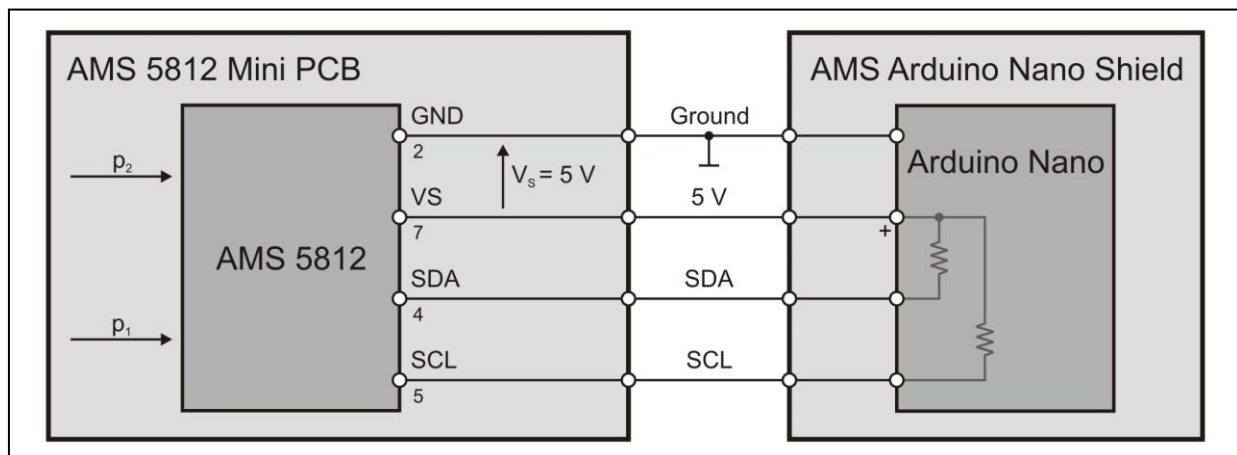 AMS 5812 Mini PCB
AMS Arduino Nano Shield
GND
Ground
2
Arduino Nano
p₂
Vₛ = 5 V
VS
5 V
7
+
AMS 5812
SDA
SDA
4
p₁
SCL
SCL
5